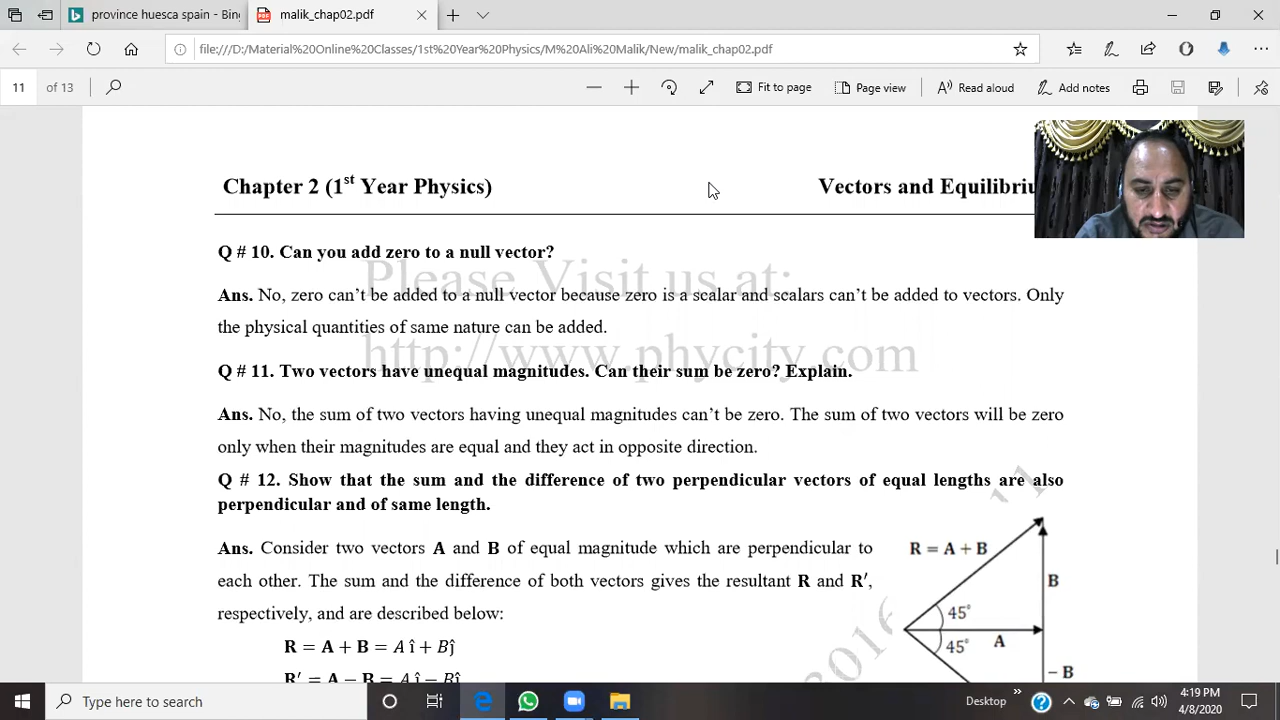 province huesca spain - Bing
malik_chap02.pdf
file:///D:/Material%20Online%20Classes/1st%20Year%20Physics/M%20Ali%20Malik/New/malik_chap02.pdf
11 of 13
Fit to page
Page view
Read aloud
Add notes
Chapter 2 (1st Year Physics)
Vectors and Equilibriu
Please Visit us at:
http://www.phycity.com
Q # 10. Can you add zero to a null vector?
Ans. No, zero can’t be added to a null vector because zero is a scalar and scalars can’t be added to vectors. Only
the physical quantities of same nature can be added.
Q # 11. Two vectors have unequal magnitudes. Can their sum be zero? Explain.
Ans. No, the sum of two vectors having unequal magnitudes can’t be zero. The sum of two vectors will be zero
only when their magnitudes are equal and they act in opposite direction.
Q # 12. Show that the sum and the difference of two perpendicular vectors of equal lengths are also
perpendicular and of same length.
Ans. Consider two vectors A and B of equal magnitude which are perpendicular to
each other. The sum and the difference of both vectors gives the resultant R and R′,
respectively, and are described below:
R = A + B = A î + B ĵ
R′ = A − B = A î − B ĵ
R = A + B
B
45°
45°
A
− B
2016
11
Type here to search
Desktop
4:19 PM
4/8/2020